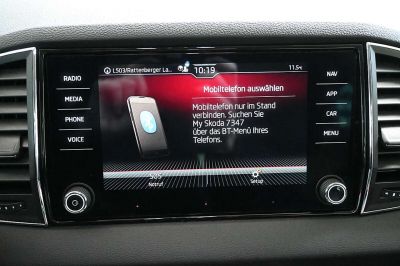 L503/Rattenberger La... 10:19 11.5°C
RADIO
MEDIA
PHONE
VOICE
Mobiltelefon auswählen
Mobiltelefon nur im Stand
verbinden. Suchen Sie
My Skoda 7347
über das BT-Menü Ihres
Telefons.
SOS
Notruf
Setup
NAV
APP
CAR
MENU